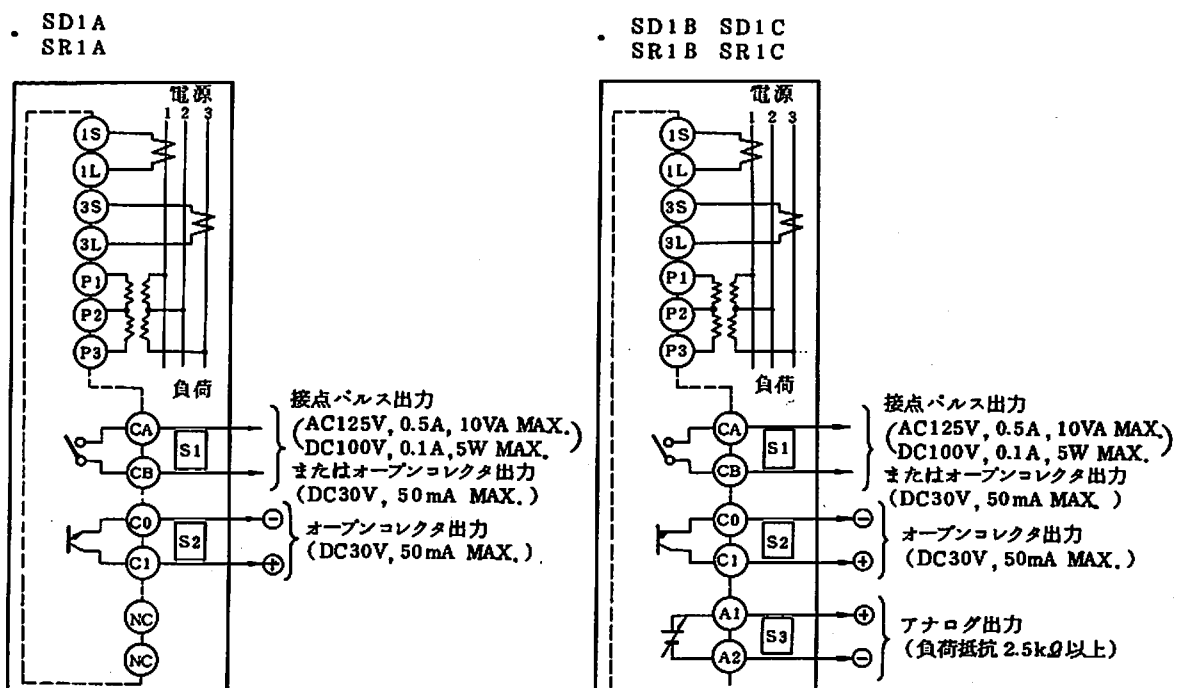 SD1A
SR1A
電源
1 2 3
1S
1L
3S
3L
P1
P2
P3
負荷
CA
S1
CB
接点パルス出力
(AC125V, 0.5A, 10VA MAX.
DC100V, 0.1A, 5W MAX.)
またはオープンコレクタ出力
(DC30V, 50mA MAX.)
C0
S2
C1
⊖
⊕
オープンコレクタ出力
(DC30V, 50mA MAX.)
NC
NC
SD1B SD1C
SR1B SR1C
電源
1 2 3
1S
1L
3S
3L
P1
P2
P3
負荷
CA
S1
CB
接点パルス出力
(AC125V, 0.5A, 10VA MAX.
DC100V, 0.1A, 5W MAX.)
またはオープンコレクタ出力
(DC30V, 50mA MAX.)
C0
S2
C1
⊖
⊕
オープンコレクタ出力
(DC30V, 50mA MAX.)
A1
S3
A2
⊕
⊖
アナログ出力
(負荷抵抗 2.5kΩ以上)